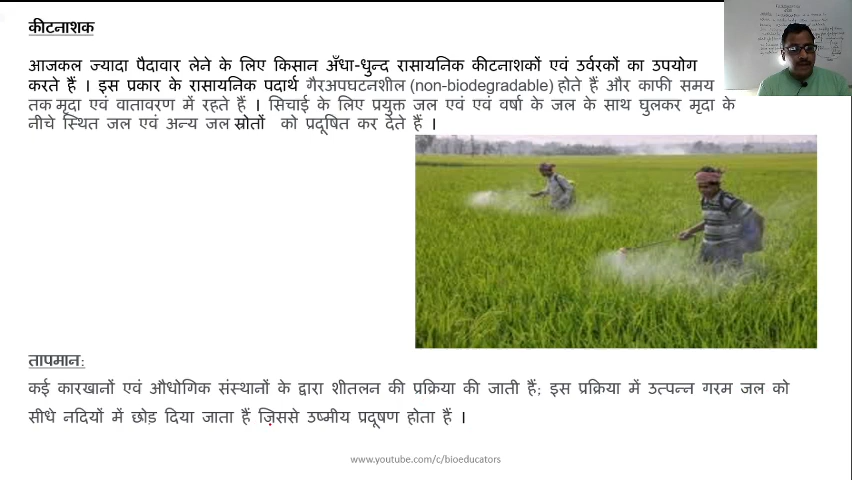 कीटनाशक
आजकल ज्यादा पैदावार लेने के लिए किसान अँधा-धुन्द रासायनिक कीटनाशकों एवं उर्वरकों का उपयोग
करते हैं । इस प्रकार के रासायनिक पदार्थ गैरअपघटनशील (non-biodegradable) होते हैं और काफी समय
तक मृदा एवं वातावरण में रहते हैं । सिचाई के लिए प्रयुक्त जल एवं एवं वर्षा के जल के साथ घुलकर मृदा के
नीचे स्थित जल एवं अन्य जल स्रोतों को प्रदूषित कर देते हैं ।
तापमान:
कई कारखानों एवं औधोगिक संस्थानों के द्वारा शीतलन की प्रक्रिया की जाती हैं; इस प्रक्रिया में उत्पन्न गरम जल को
सीधे नदियों में छोड़ दिया जाता हैं जिससे उष्मीय प्रदूषण होता हैं ।
www.youtube.com/c/bioeducators